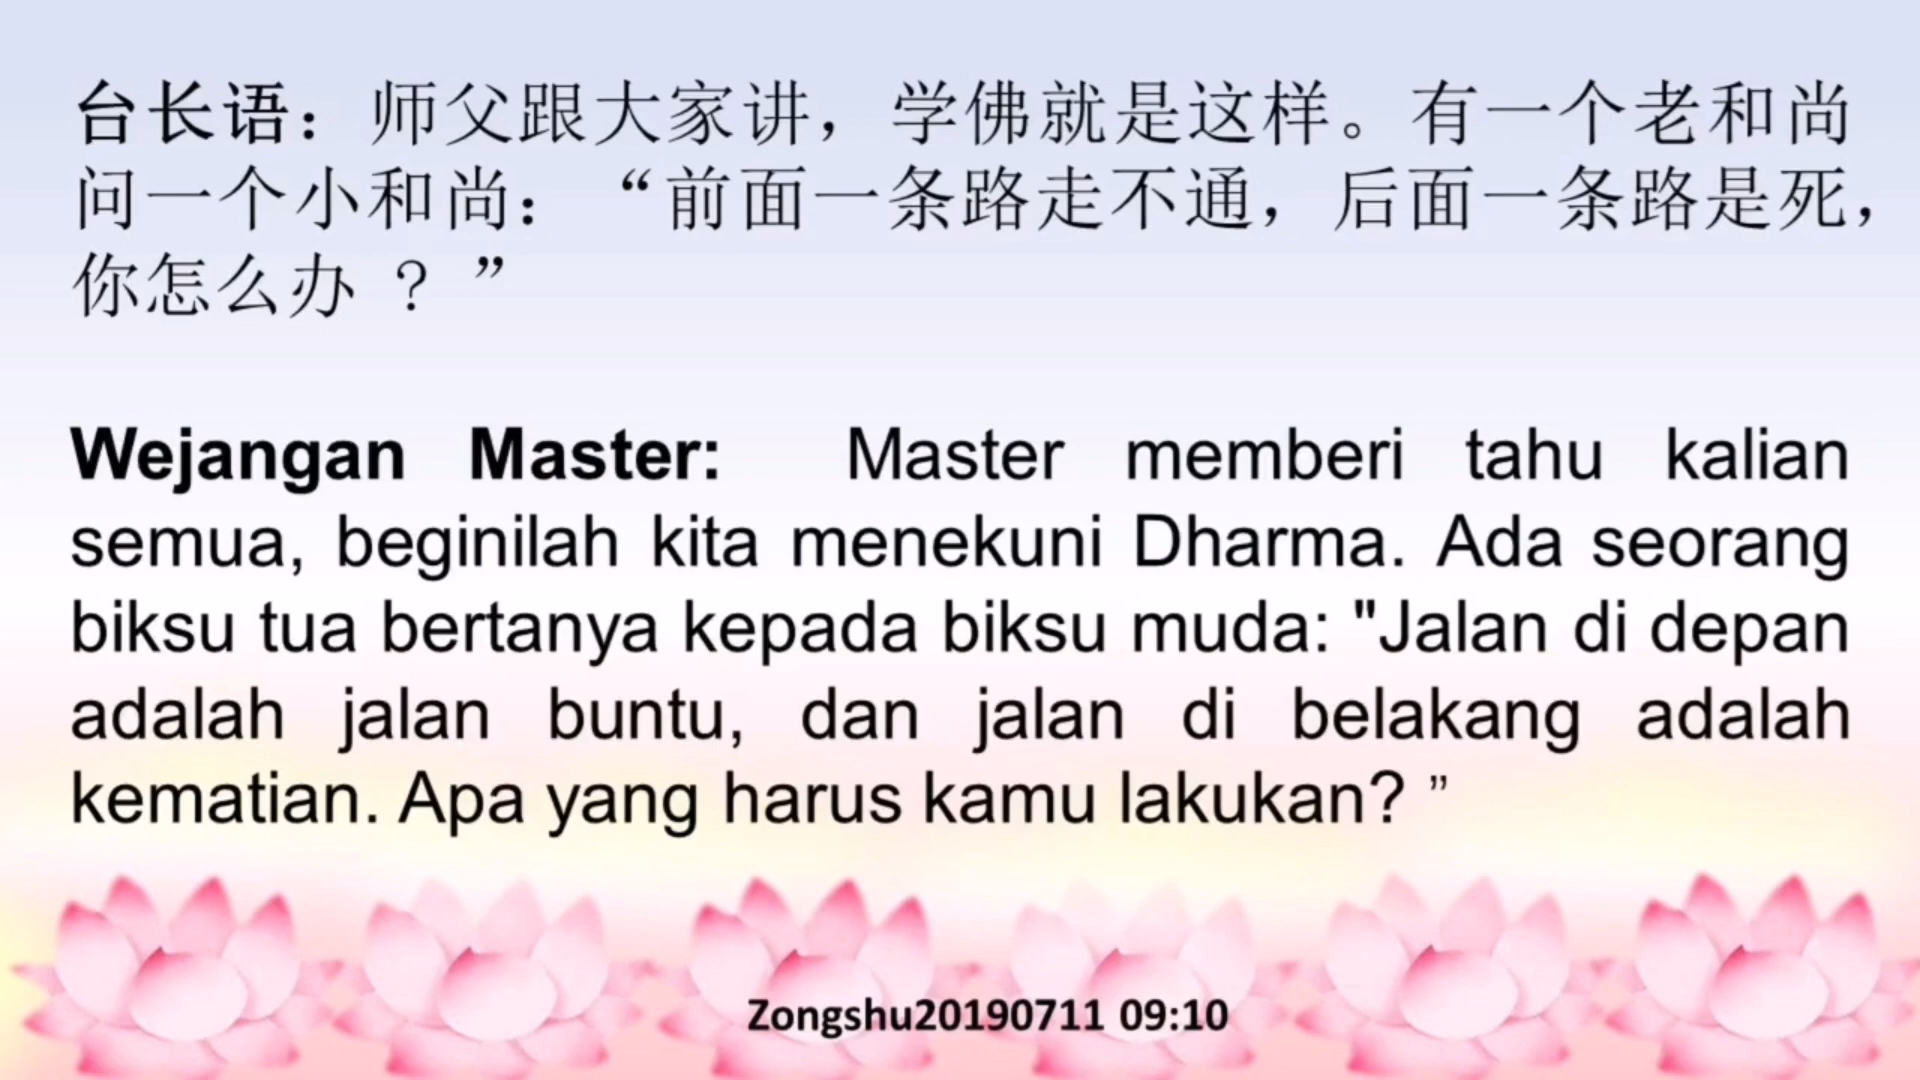 台长语：师父跟大家讲，学佛就是这样。有一个老和尚
问一个小和尚：“前面一条路走不通，后面一条路是死，
你怎么办 ？”
Wejangan Master: Master memberi tahu kalian
semua, beginilah kita menekuni Dharma. Ada seorang
biksu tua bertanya kepada biksu muda: "Jalan di depan
adalah jalan buntu, dan jalan di belakang adalah
kematian. Apa yang harus kamu lakukan? ”
Zongshu20190711 09:10